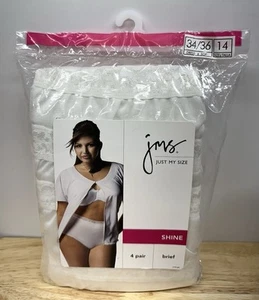 34/36 14
jms.
JUST MY SIZE
SHINE
4 pair brief